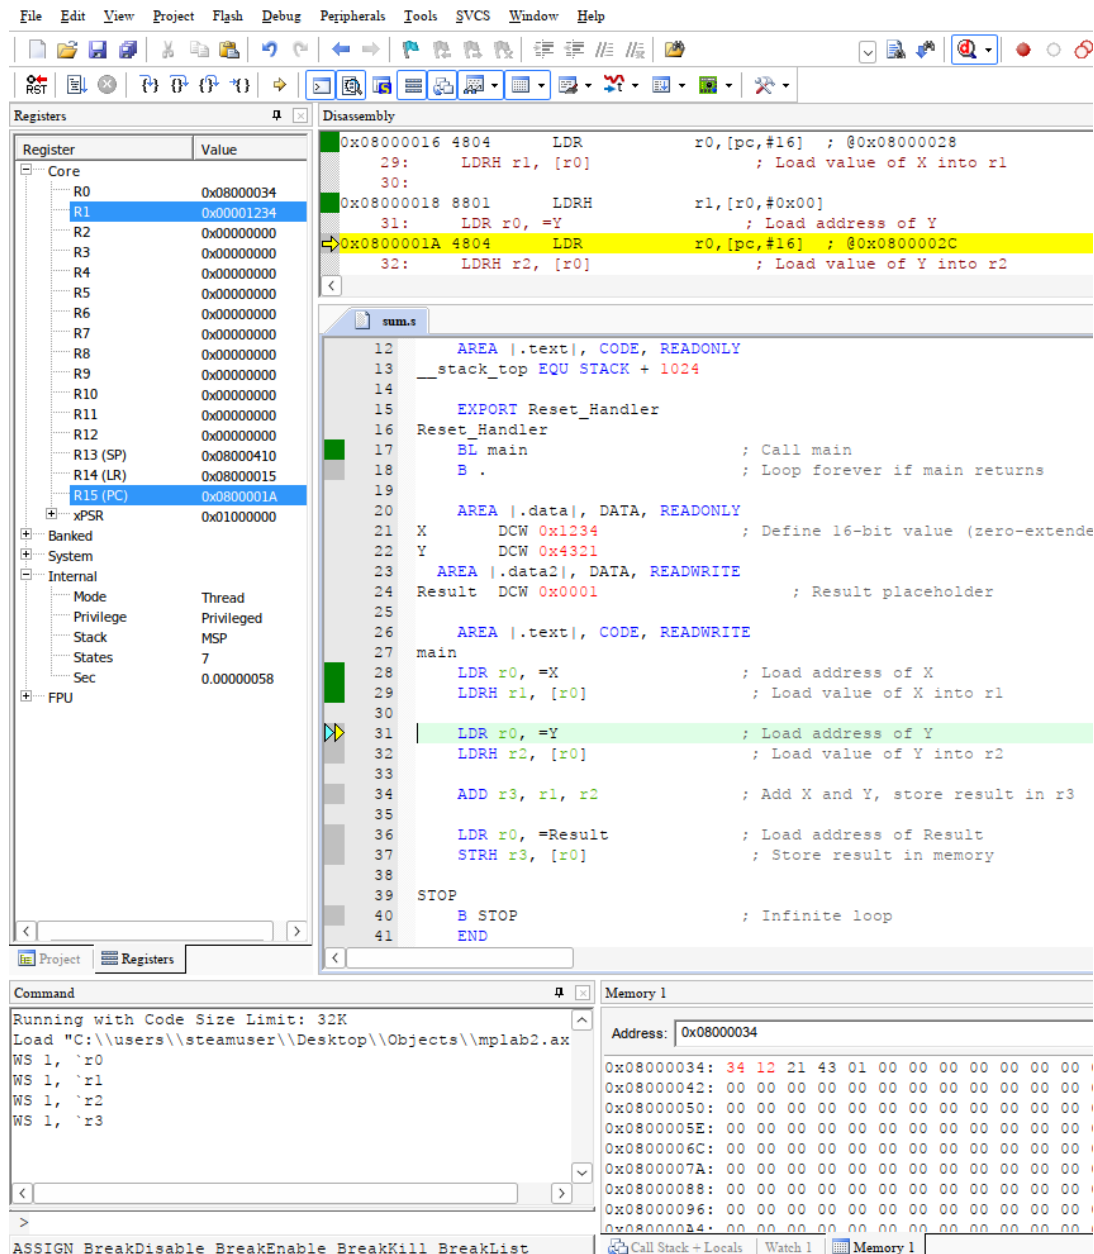 File Edit View Project Flash Debug Peripherals Tools SVCS Window Help
RST
Registers
Register Value
Core
R0 0x08000034
R1 0x00001234
R2 0x00000000
R3 0x00000000
R4 0x00000000
R5 0x00000000
R6 0x00000000
R7 0x00000000
R8 0x00000000
R9 0x00000000
R10 0x00000000
R11 0x00000000
R12 0x00000000
R13 (SP) 0x08000410
R14 (LR) 0x08000015
R15 (PC) 0x0800001A
xPSR 0x01000000
Banked
System
Internal
Mode Thread
Privilege Privileged
Stack MSP
States 7
Sec 0.00000058
FPU
Project Registers
Disassembly
0x08000016 4804 LDR r0,[pc,#16] ; @0x08000028
29: LDRH r1, [r0] ; Load value of X into r1
30:
0x08000018 8801 LDRH r1,[r0,#0x00]
31: LDR r0, =Y ; Load address of Y
0x0800001A 4804 LDR r0,[pc,#16] ; @0x0800002C
32: LDRH r2, [r0] ; Load value of Y into r2
sum.s
12 AREA |.text|, CODE, READONLY
13 __stack_top EQU STACK + 1024
14
15 EXPORT Reset_Handler
16 Reset_Handler
17 BL main ; Call main
18 B . ; Loop forever if main returns
19
20 AREA |.data|, DATA, READONLY
21 X DCW 0x1234 ; Define 16-bit value (zero-extende
22 Y DCW 0x4321
23 AREA |.data2|, DATA, READWRITE
24 Result DCW 0x0001 ; Result placeholder
25
26 AREA |.text|, CODE, READWRITE
27 main
28 LDR r0, =X ; Load address of X
29 LDRH r1, [r0] ; Load value of X into r1
30
31 LDR r0, =Y ; Load address of Y
32 LDRH r2, [r0] ; Load value of Y into r2
33
34 ADD r3, r1, r2 ; Add X and Y, store result in r3
35
36 LDR r0, =Result ; Load address of Result
37 STRH r3, [r0] ; Store result in memory
38
39 STOP
40 B STOP ; Infinite loop
41 END
Command
Running with Code Size Limit: 32K
Load "C:\\users\\steamuser\\Desktop\\Objects\\mplab2.ax
WS 1, `r0
WS 1, `r1
WS 1, `r2
WS 1, `r3
>
ASSIGN BreakDisable BreakEnable BreakKill BreakList
Memory 1
Address: 0x08000034
0x08000034: 34 12 21 43 01 00 00 00 00 00 00 00
0x08000042: 00 00 00 00 00 00 00 00 00 00 00 00
0x08000050: 00 00 00 00 00 00 00 00 00 00 00 00
0x0800005E: 00 00 00 00 00 00 00 00 00 00 00 00
0x0800006C: 00 00 00 00 00 00 00 00 00 00 00 00
0x0800007A: 00 00 00 00 00 00 00 00 00 00 00 00
0x08000088: 00 00 00 00 00 00 00 00 00 00 00 00
0x08000096: 00 00 00 00 00 00 00 00 00 00 00 00
0x080000A4: 00 00 00 00 00 00 00 00 00 00 00 00
Call Stack + Locals Watch 1 Memory 1